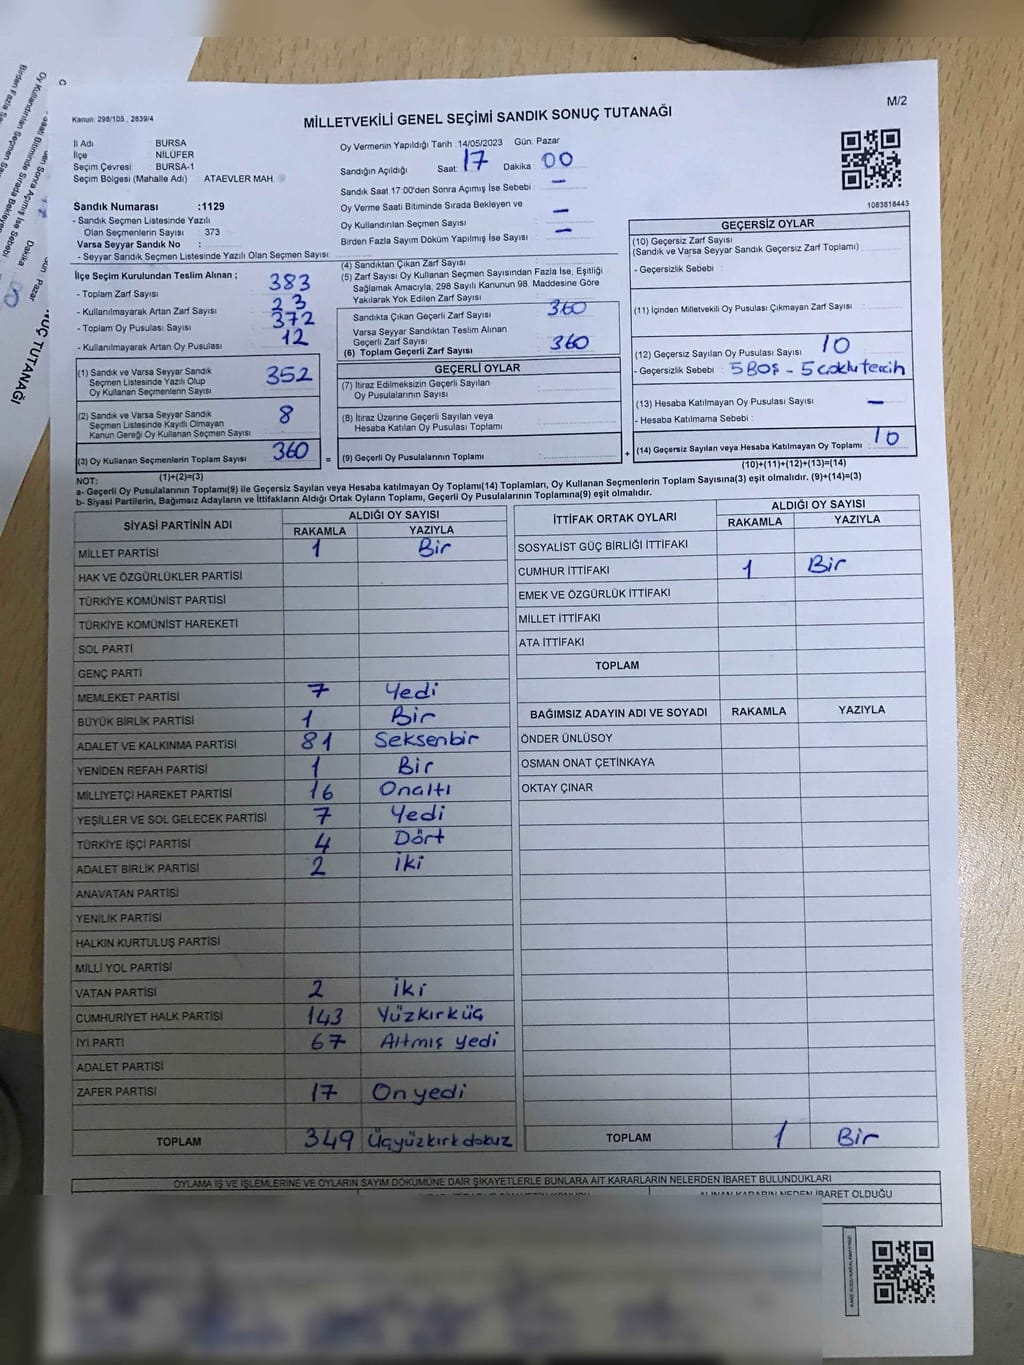 M/2
Kanun: 298/105 , 2839/4
MİLLETVEKİLİ GENEL SEÇİMİ SANDIK SONUÇ TUTANAĞI
İl Adı BURSA
İlçe NİLÜFER
Seçim Çevresi BURSA-1
Seçim Bölgesi (Mahalle Adı) ATAEVLER MAH.
Sandık Numarası :1129
- Sandık Seçmen Listesinde Yazılı
Olan Seçmenlerin Sayısı : 373
Varsa Seyyar Sandık No :
- Seyyar Sandık Seçmen Listesinde Yazılı Olan Seçmen Sayısı :
Oy Vermenin Yapıldığı Tarih :14/05/2023 Gün: Pazar
Sandığın Açıldığı Saat: 17 Dakika : 00
Sandık Saat 17:00'den Sonra Açımış İse Sebebi : —
Oy Verme Saati Bitiminde Sırada Bekleyen ve
Oy Kullandırılan Seçmen Sayısı : —
Birden Fazla Sayım Döküm Yapılmış İse Sayısı : —
1083818443
İlçe Seçim Kurulundan Teslim Alınan ;
- Toplam Zarf Sayısı : 383
- Kullanılmayarak Artan Zarf Sayısı : 23
- Toplam Oy Pusulası Sayısı : 372
- Kullanılmayarak Artan Oy Pusulası : 12
(1) Sandık ve Varsa Seyyar Sandık
Seçmen Listesinde Yazılı Olup
Oy Kullanan Seçmenlerin Sayısı : 352
(2) Sandık ve Varsa Seyyar Sandık
Seçmen Listesinde Kayıtlı Olmayan
Kanun Gereği Oy Kullanan Seçmen Sayısı : 8
(3) Oy Kullanan Seçmenlerin Toplam Sayısı : 360
(1)+(2)=(3)
(4) Sandıktan Çıkan Zarf Sayısı :
(5) Zarf Sayısı Oy Kullanan Seçmen Sayısından Fazla İse, Eşitliği
Sağlamak Amacıyla, 298 Sayılı Kanunun 98. Maddesine Göre
Yakılarak Yok Edilen Zarf Sayısı :
Sandıkta Çıkan Geçerli Zarf Sayısı : 360
Varsa Seyyar Sandıktan Teslim Alınan
Geçerli Zarf Sayısı :
(6) Toplam Geçerli Zarf Sayısı : 360
GEÇERLİ OYLAR
(7) İtiraz Edilmeksizin Geçerli Sayılan
Oy Pusulalarının Sayısı :
(8) İtiraz Üzerine Geçerli Sayılan veya
Hesaba Katılan Oy Pusulası Toplamı :
= (9) Geçerli Oy Pusulalarının Toplamı : +
GEÇERSİZ OYLAR
(10) Geçersiz Zarf Sayısı
(Sandık ve Varsa Seyyar Sandık Geçersiz Zarf Toplamı) :
- Geçersizlik Sebebi :
(11) İçinden Milletvekili Oy Pusulası Çıkmayan Zarf Sayısı :
(12) Geçersiz Sayılan Oy Pusulası Sayısı : 10
- Geçersizlik Sebebi : 5 BOŞ - 5 çoklu tercih
(13) Hesaba Katılmayan Oy Pusulası Sayısı : —
- Hesaba Katılmama Sebebi :
(14) Geçersiz Sayılan veya Hesaba Katılmayan Oy Toplamı : 10
(10)+(11)+(12)+(13)=(14)
NOT:
a- Geçerli Oy Pusulalarının Toplamı(9) ile Geçersiz Sayılan veya Hesaba katılmayan Oy Toplamı(14) Toplamları, Oy Kullanan Seçmenlerin Toplam Sayısına(3) eşit olmalıdır. (9)+(14)=(3)
b- Siyasi Partilerin, Bağımsız Adayların ve İttifakların Aldığı Ortak Oyların Toplamı, Geçerli Oy Pusulalarının Toplamına(9) eşit olmalıdır.
SİYASİ PARTİNİN ADI ALDIĞI OY SAYISI
RAKAMLA YAZIYLA
MİLLET PARTİSİ 1 Bir
HAK VE ÖZGÜRLÜKLER PARTİSİ
TÜRKİYE KOMÜNİST PARTİSİ
TÜRKİYE KOMÜNİST HAREKETİ
SOL PARTİ
GENÇ PARTİ
MEMLEKET PARTİSİ 7 Yedi
BÜYÜK BİRLİK PARTİSİ 1 Bir
ADALET VE KALKINMA PARTİSİ 81 Seksenbir
YENİDEN REFAH PARTİSİ 1 Bir
MİLLİYETÇİ HAREKET PARTİSİ 16 Onaltı
YEŞİLLER VE SOL GELECEK PARTİSİ 7 Yedi
TÜRKİYE İŞÇİ PARTİSİ 4 Dört
ADALET BİRLİK PARTİSİ 2 İki
ANAVATAN PARTİSİ
YENİLİK PARTİSİ
HALKIN KURTULUŞ PARTİSİ
MİLLİ YOL PARTİSİ
VATAN PARTİSİ 2 İki
CUMHURİYET HALK PARTİSİ 143 Yüzkırküç
İYİ PARTİ 67 Altmış yedi
ADALET PARTİSİ
ZAFER PARTİSİ 17 On yedi
TOPLAM 349 Üçyüzkırkdokuz
İTTİFAK ORTAK OYLARI ALDIĞI OY SAYISI
RAKAMLA YAZIYLA
SOSYALİST GÜÇ BİRLİĞİ İTTİFAKI
CUMHUR İTTİFAKI 1 Bir
EMEK VE ÖZGÜRLÜK İTTİFAKI
MİLLET İTTİFAKI
ATA İTTİFAKI
TOPLAM
BAĞIMSIZ ADAYIN ADI VE SOYADI RAKAMLA YAZIYLA
ÖNDER ÜNLÜSOY
OSMAN ONAT ÇETİNKAYA
OKTAY ÇINAR
TOPLAM 1 Bir
OYLAMA İŞ VE İŞLEMLERİNE VE OYLARIN SAYIM DÖKÜMÜNE DAİR ŞİKAYETLERLE BUNLARA AİT KARARLARIN NELERDEN İBARET BULUNDUKLARI
ALINAN KARARIN NEDEN İBARET OLDUĞU